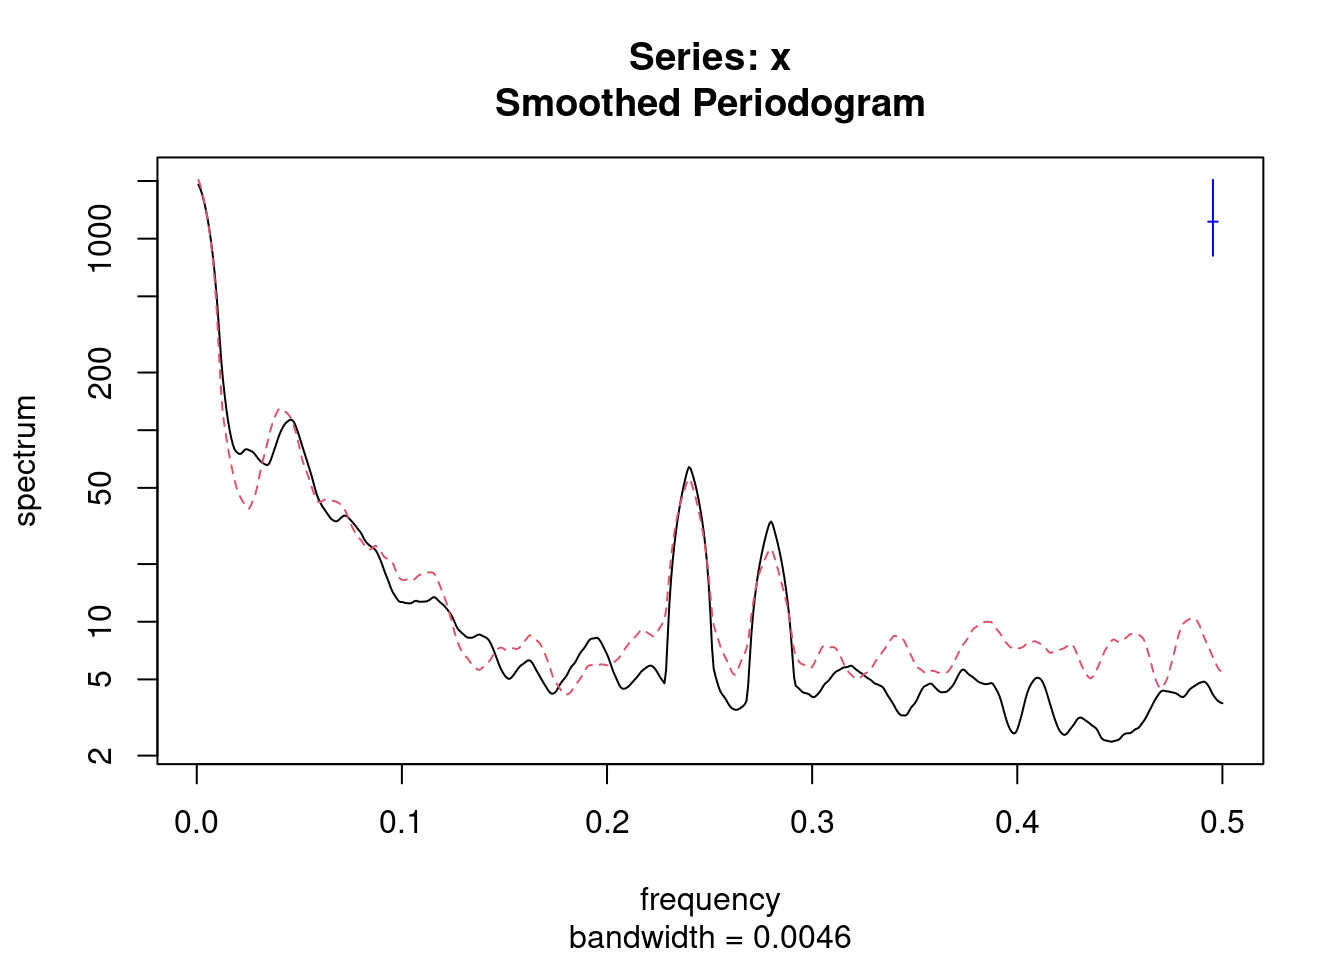 Series: x
Smoothed Periodogram
spectrum
1000
200
50
10
5
2
0.0 0.1 0.2 0.3 0.4 0.5
frequency
bandwidth = 0.0046